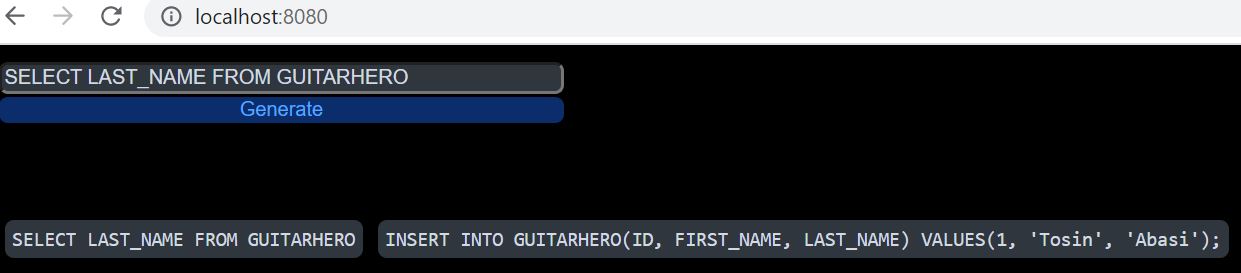 localhost:8080
SELECT LAST_NAME FROM GUITARHERO
Generate
SELECT LAST_NAME FROM GUITARHERO
INSERT INTO GUITARHERO(ID, FIRST_NAME, LAST_NAME) VALUES(1, 'Tosin', 'Abasi');